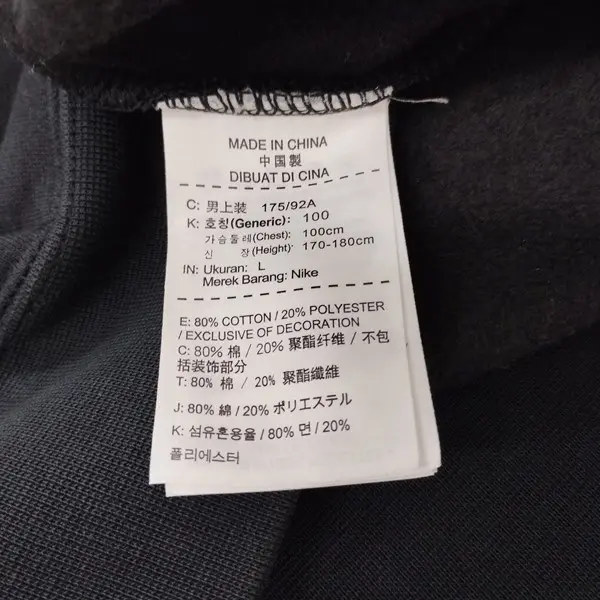 MADE IN CHINA
中国製
DIBUAT DI CINA
C: 男上装 175/92A
K: 호칭(Generic): 100
가슴둘레(Chest): 100cm
신 장(Height): 170-180cm
IN: Ukuran: L
Merek Barang: Nike
E: 80% COTTON / 20% POLYESTER
/ EXCLUSIVE OF DECORATION
C: 80% 棉 / 20% 聚酯纤维 / 不包
括装饰部分
T: 80% 棉 / 20% 聚酯纖維
J: 80% 綿 / 20% ポリエステル
K: 섬유혼용율 / 80% 면 / 20%
폴리에스터